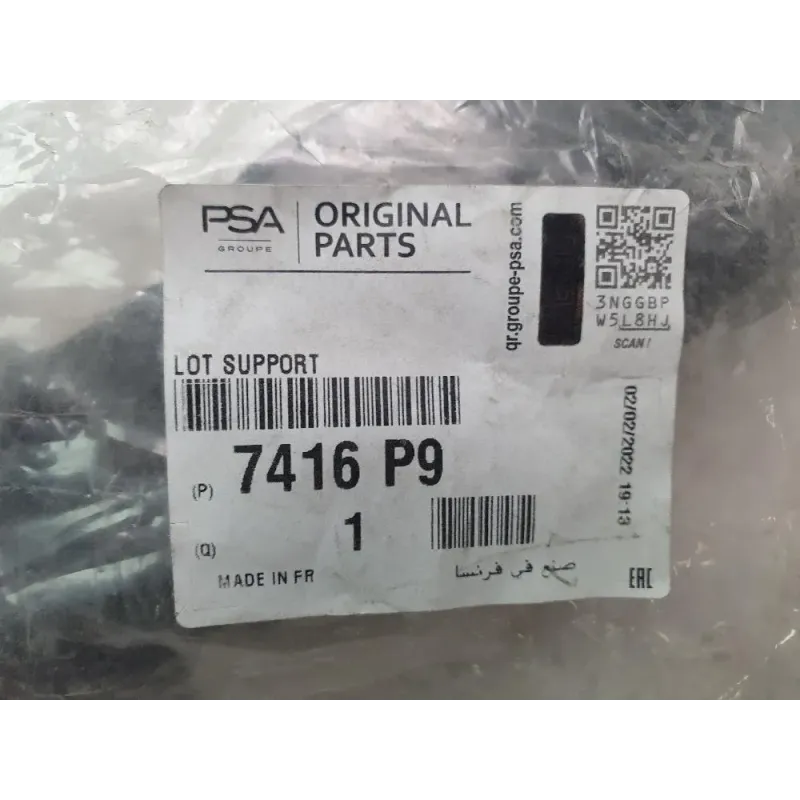 PSA
GROUPE
ORIGINAL
PARTS
qr.groupe-psa.com
3NGGBP
W5L8HJ
SCAN!
LOT SUPPORT
(P) 7416 P9
(Q) 1
02/02/2022 19:13
MADE IN FR
صنع في فرنسا
EAC